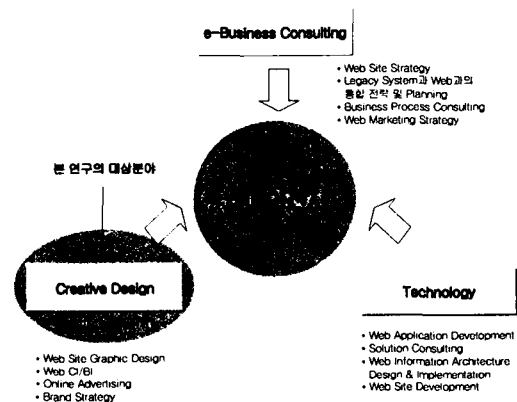 e-Business Consulting
• Web Site Strategy
• Legacy System과 Web과의
통합 전략 및 Planning
• Business Process Consulting
• Web Marketing Strategy
본 연구의 대상분야
Creative Design
• Web Site Graphic Design
• Web CI/BI
• Online Advertising
• Brand Strategy
Technology
• Web Application Development
• Solution Consulting
• Web Information Architecture
Design & Implementation
• Web Site Development